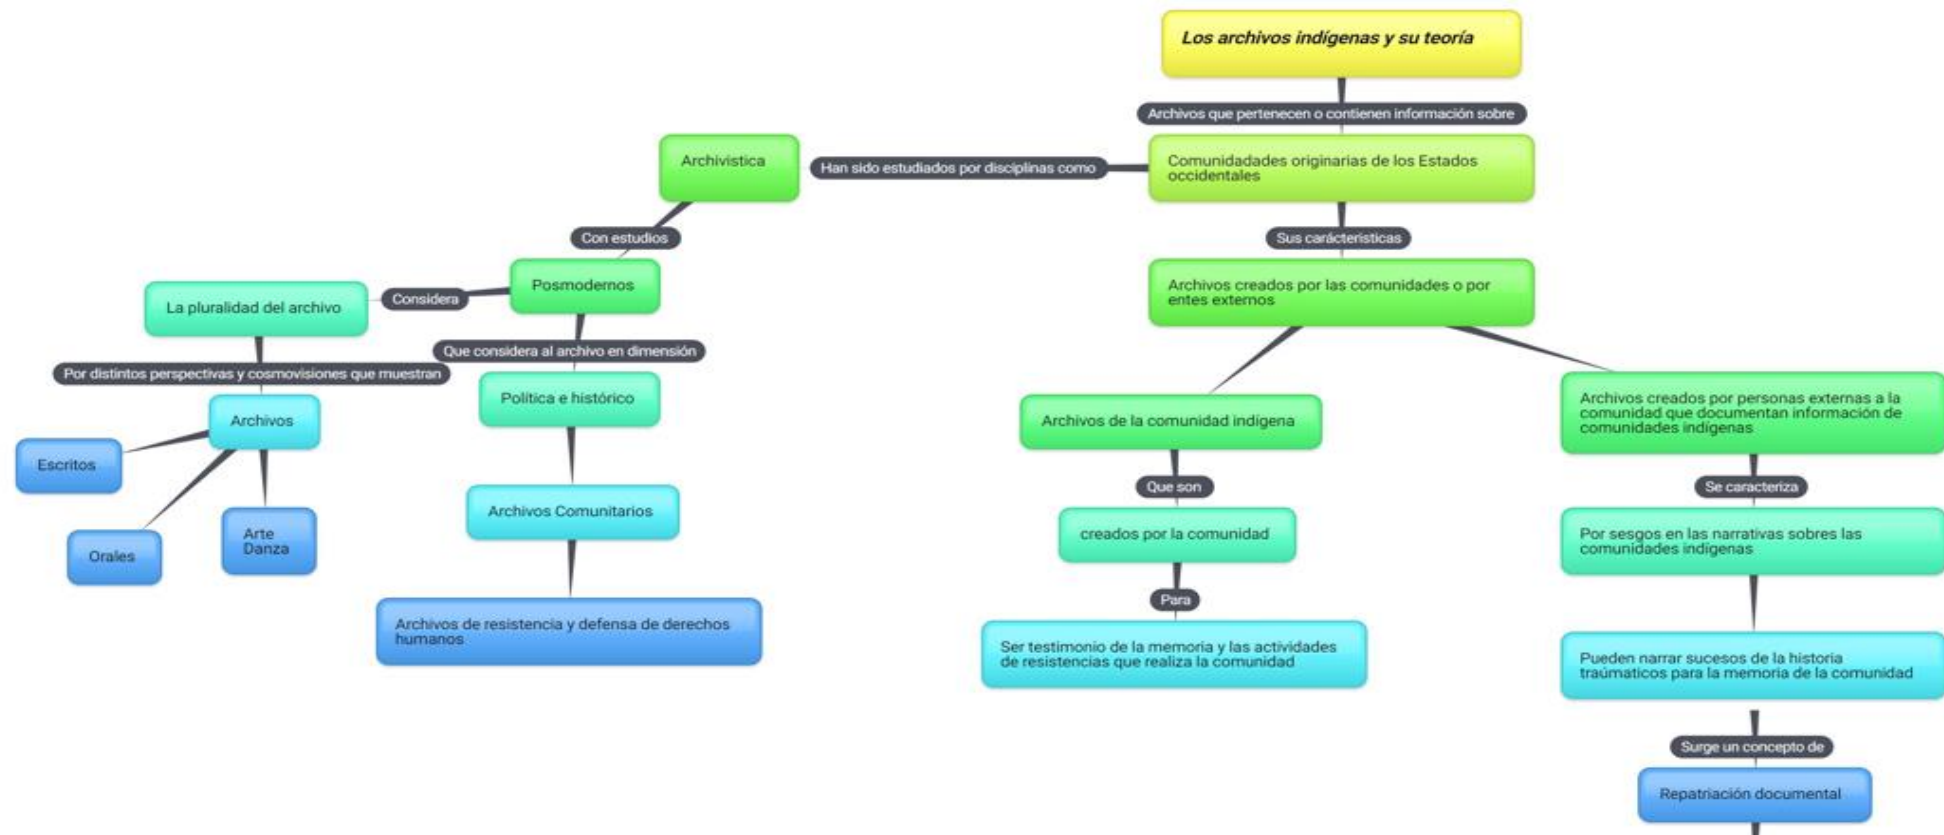 Los archivos indígenas y su teoría
Archivos que pertenecen o contienen información sobre
Comunidadades originarias de los Estados
occidentales
Han sido estudiados por disciplinas como
Archivistica
Con estudios
Posmodernos
Considera
La pluralidad del archivo
Por distintos perspectivas y cosmovisiones que muestran
Archivos
Escritos
Orales
Arte
Danza
Que considera al archivo en dimensión
Política e histórico
Archivos Comunitarios
Archivos de resistencia y defensa de derechos
humanos
Sus carácteristicas
Archivos creados por las comunidades o por
entes externos
Archivos de la comunidad indígena
Que son
creados por la comunidad
Para
Ser testimonio de la memoria y las actividades
de resistencias que realiza la comunidad
Archivos creados por personas externas a la
comunidad que documentan información de
comunidades indígenas
Se caracteriza
Por sesgos en las narrativas sobres las
comunidades indígenas
Pueden narrar sucesos de la historia
traúmaticos para la memoria de la comunidad
Surge un concepto de
Repatriación documental